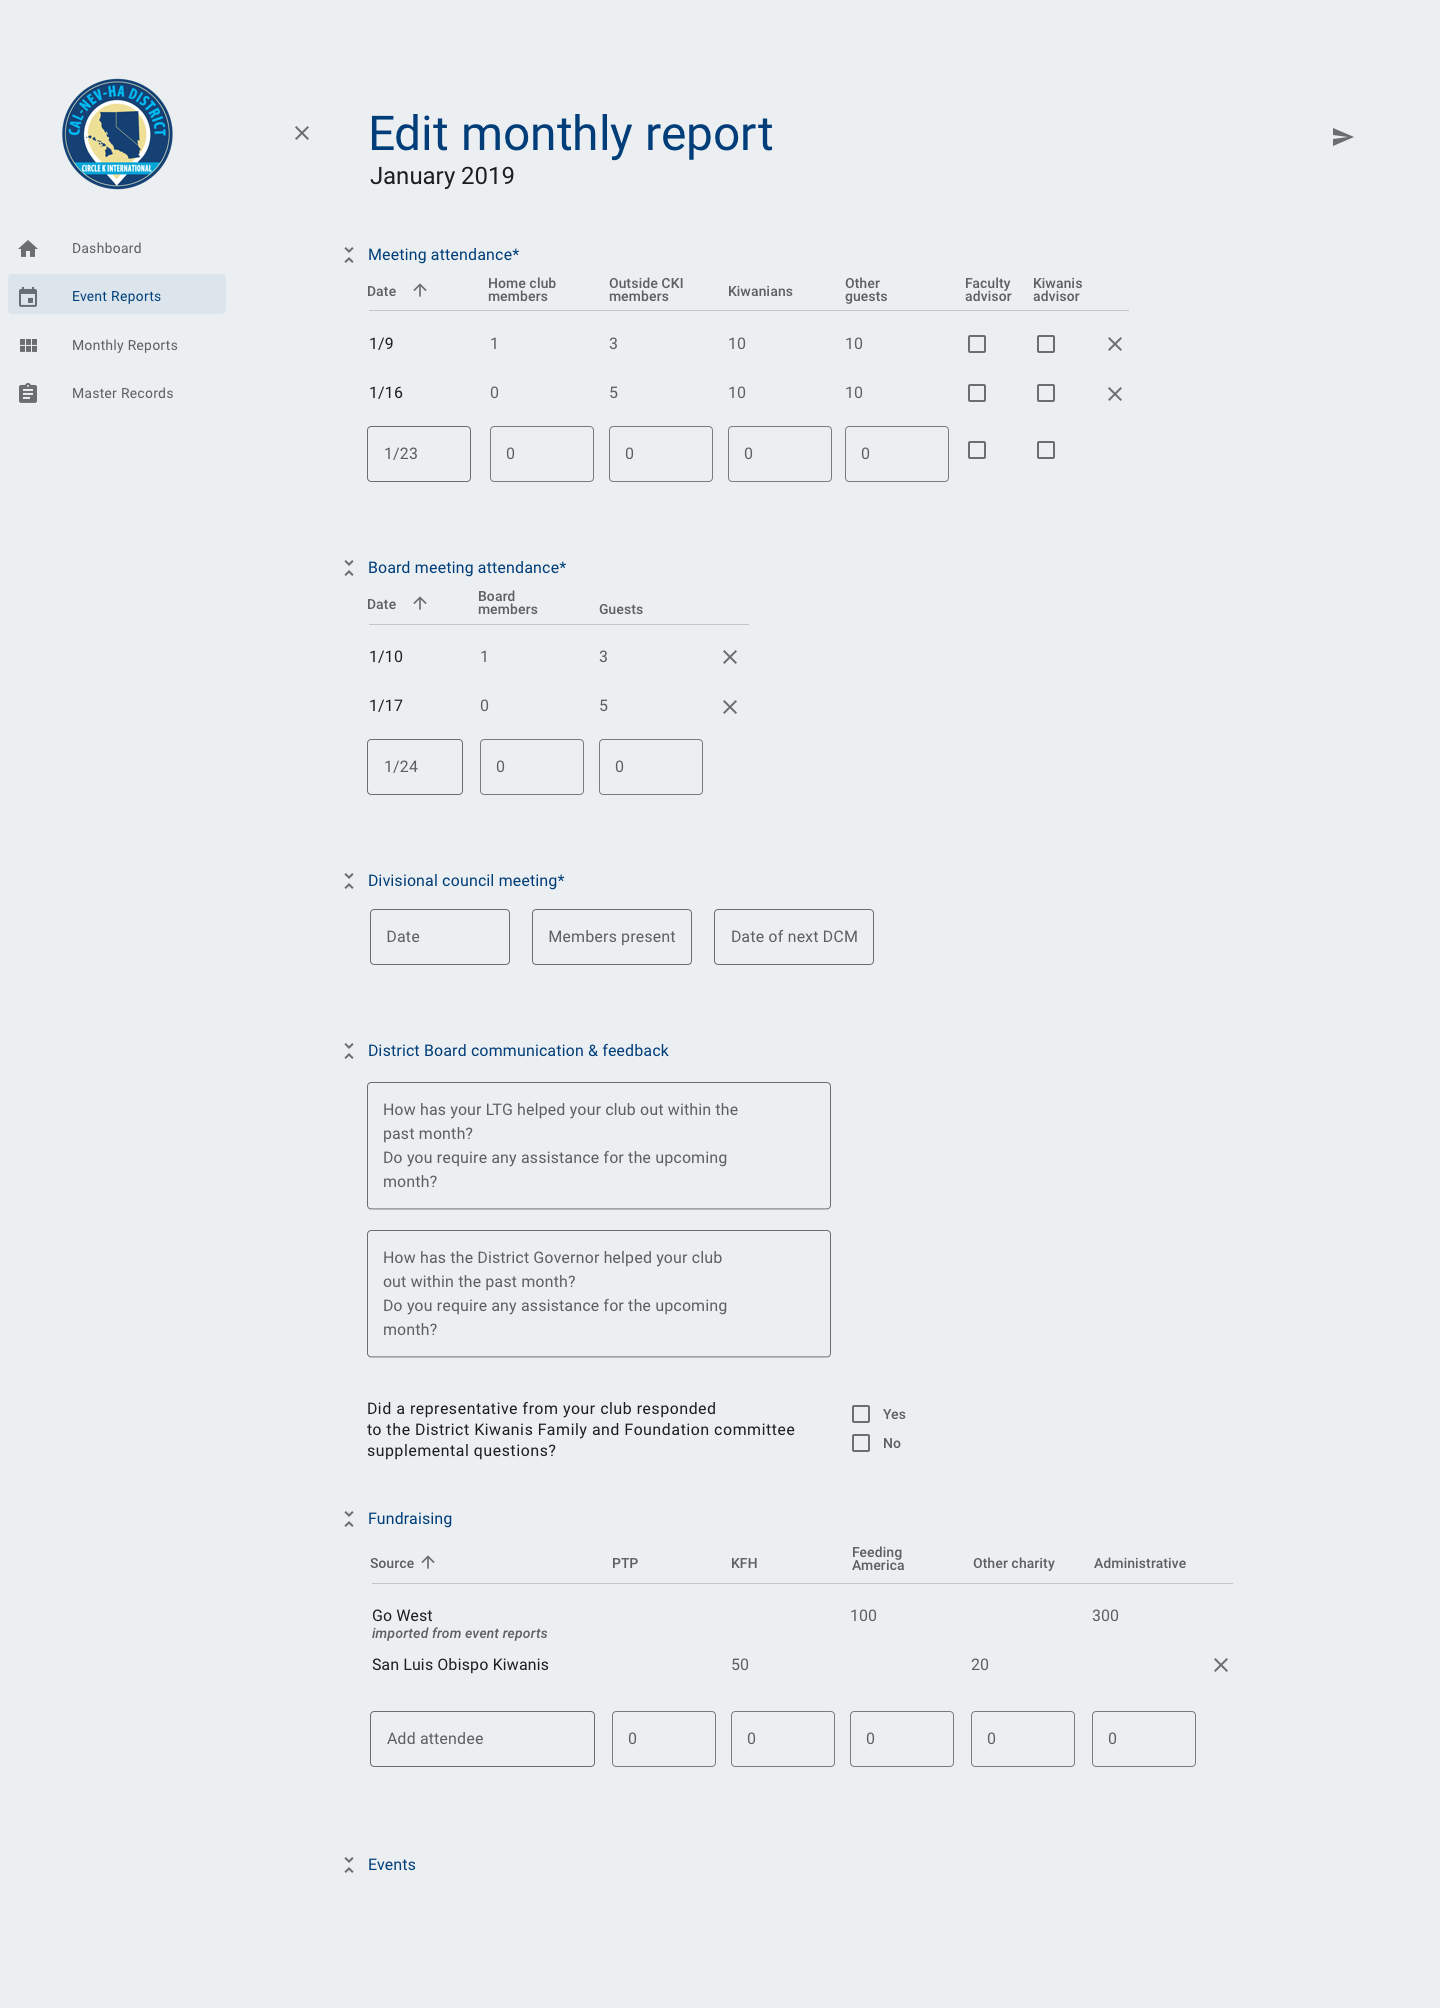 CAL-NEV-HA DISTRICT
CIRCLE K INTERNATIONAL
Edit monthly report
January 2019
Dashboard
Event Reports
Monthly Reports
Master Records
Meeting attendance*
Date Home club members Outside CKI members Kiwanians Other guests Faculty advisor Kiwanis advisor
1/9 1 3 10 10
1/16 0 5 10 10
1/23 0 0 0 0
Board meeting attendance*
Date Board members Guests
1/10 1 3
1/17 0 5
1/24 0 0
Divisional council meeting*
Date Members present Date of next DCM
District Board communication & feedback
How has your LTG helped your club out within the
past month?
Do you require any assistance for the upcoming
month?
How has the District Governor helped your club
out within the past month?
Do you require any assistance for the upcoming
month?
Did a representative from your club responded
to the District Kiwanis Family and Foundation committee
supplemental questions?
Yes
No
Fundraising
Source PTP KFH Feeding America Other charity Administrative
Go West 100 300
imported from event reports
San Luis Obispo Kiwanis 50 20
Add attendee 0 0 0 0 0
Events